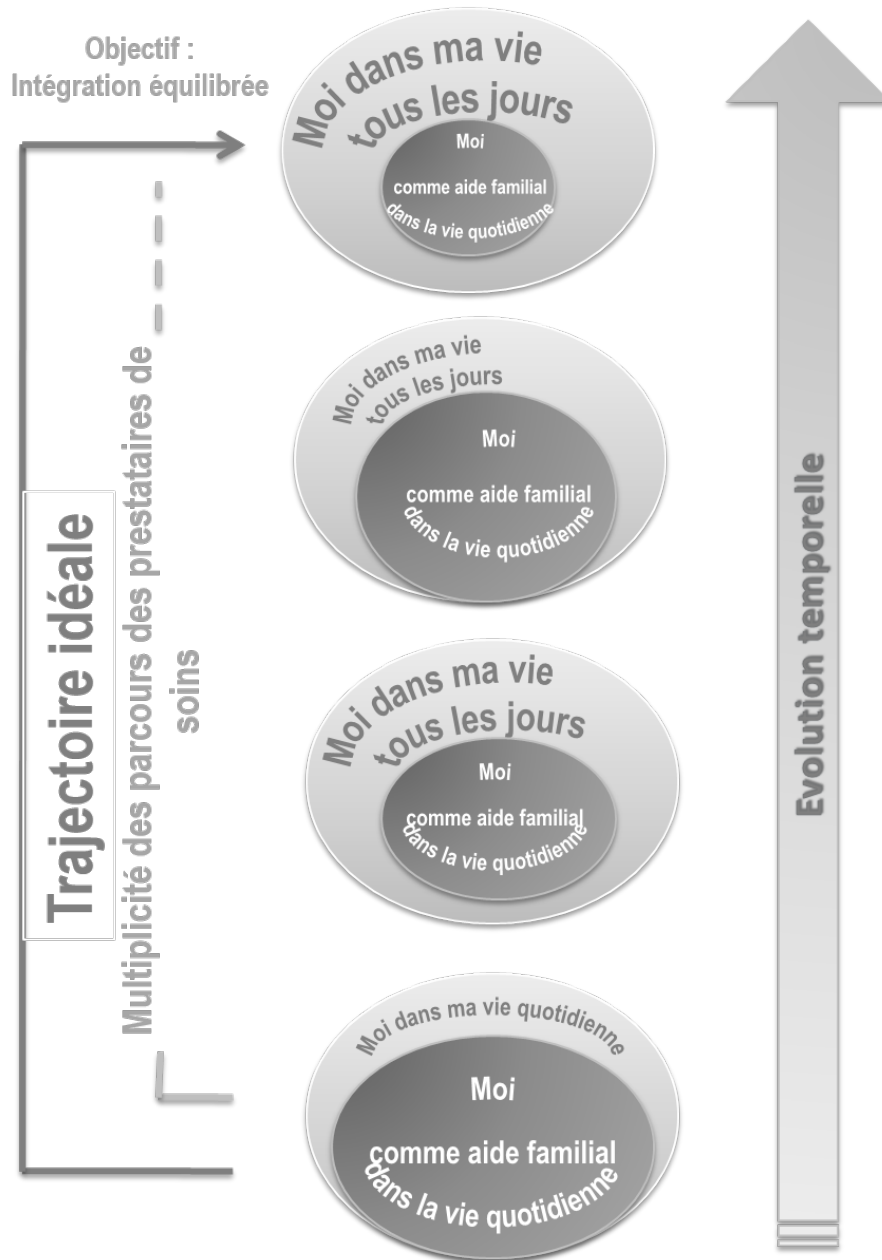 Objectif :
Intégration équilibrée
Moi dans ma vie
tous les jours
Moi
comme aide familial
dans la vie quotidienne
Moi dans ma vie
tous les jours
Moi
comme aide familial
dans la vie quotidienne
Moi dans ma vie
tous les jours
Moi
comme aide familial
dans la vie quotidienne
Moi dans ma vie quotidienne
Moi
comme aide familial
dans la vie quotidienne
Trajectoire idéale
Multiplicité des parcours des prestataires de
soins
Evolution temporelle